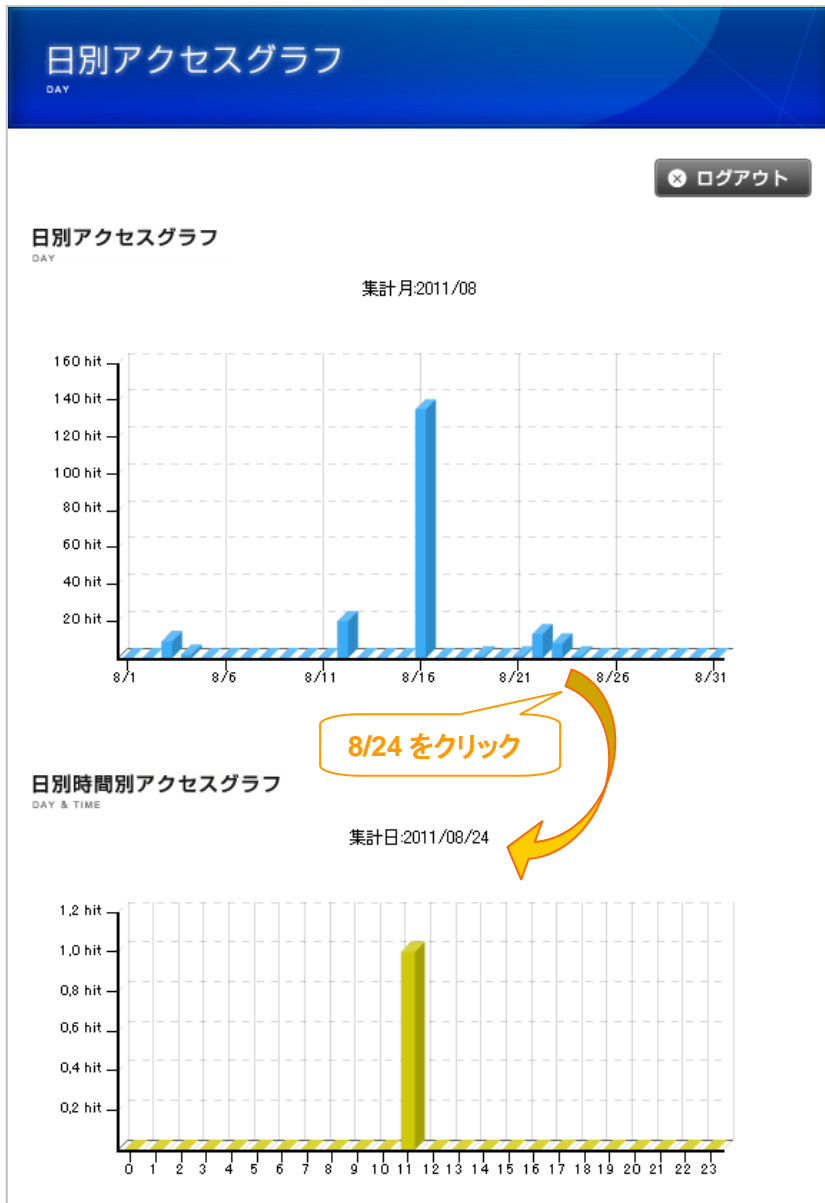 日別アクセスグラフ
DAY
ログアウト
日別アクセスグラフ
DAY
集計月:2011/08
160 hit
140 hit
120 hit
100 hit
80 hit
60 hit
40 hit
20 hit
8/1 8/6 8/11 8/16 8/21 8/26 8/31
8/24 をクリック
日別時間別アクセスグラフ
DAY & TIME
集計日:2011/08/24
1,2 hit
1,0 hit
0,8 hit
0,6 hit
0,4 hit
0,2 hit
0 1 2 3 4 5 6 7 8 9 10 11 12 13 14 15 16 17 18 19 20 21 22 23